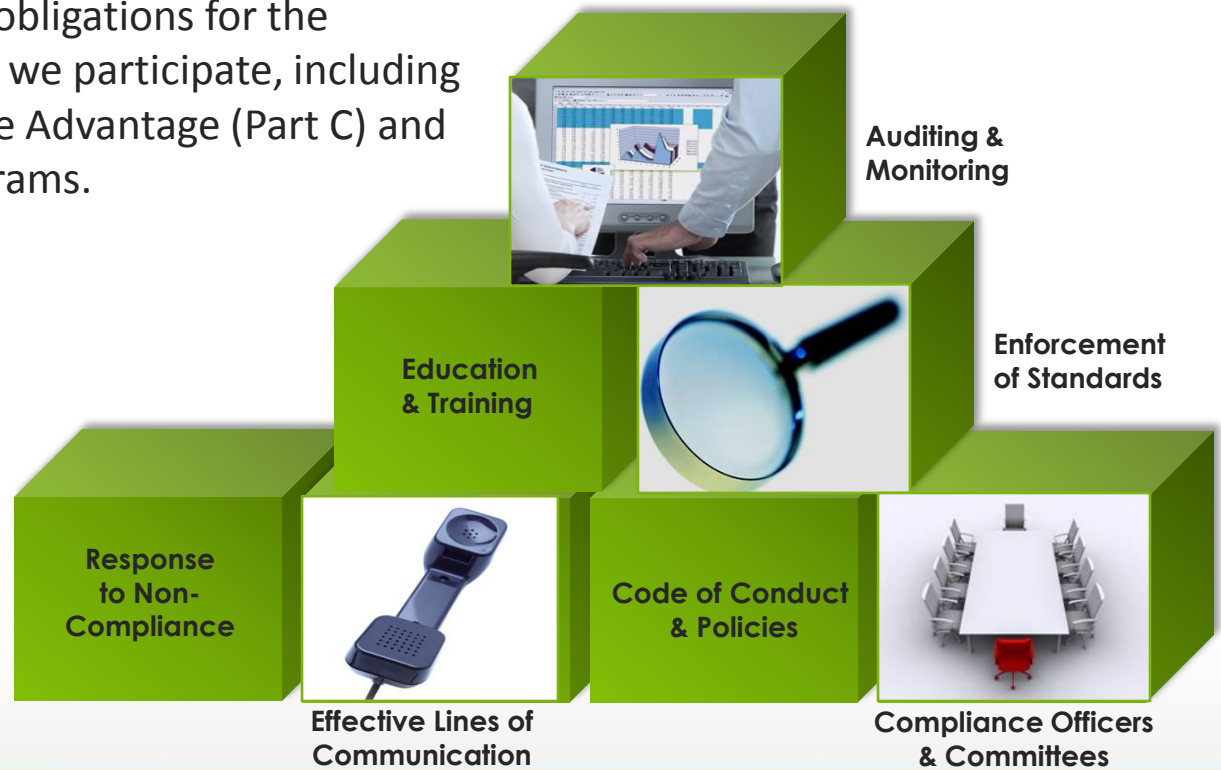 obligations for the
we participate, including
Advantage (Part C) and
Auditing &
Monitoring
Education
& Training
Enforcement
of Standards
Response
to Non-
Compliance
Code of Conduct
& Policies
Effective Lines of
Communication
Compliance Officers
& Committees